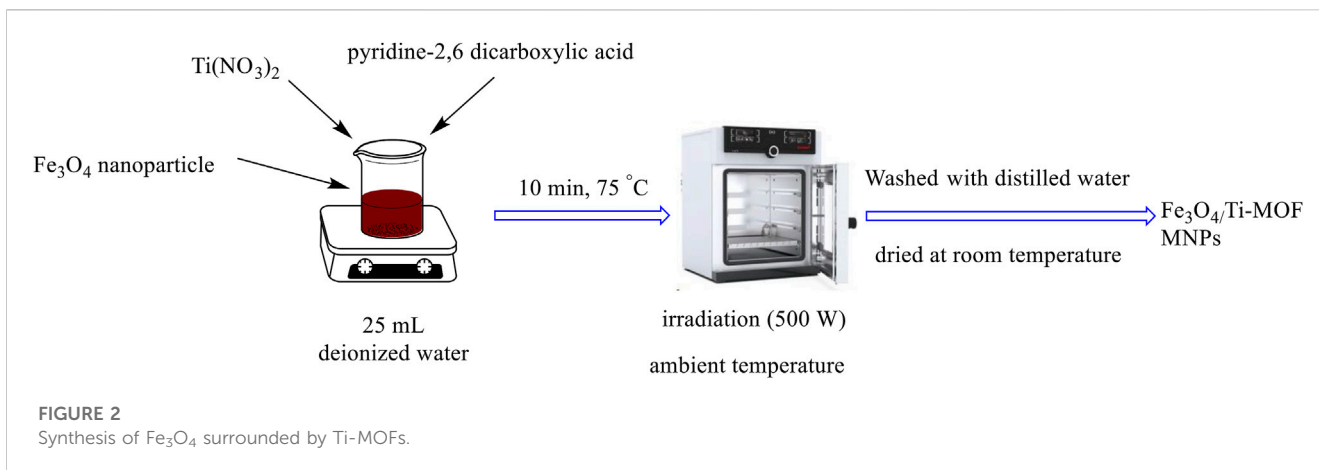 Ti(NO₃)₂
pyridine-2,6 dicarboxylic acid
Fe₃O₄ nanoparticle
25 mL
deionized water
10 min, 75 °C
irradiation (500 W)
ambient temperature
Washed with distilled water
dried at room temperature
Fe₃O₄/Ti-MOF
MNPs
FIGURE 2
Synthesis of Fe₃O₄ surrounded by Ti-MOFs.